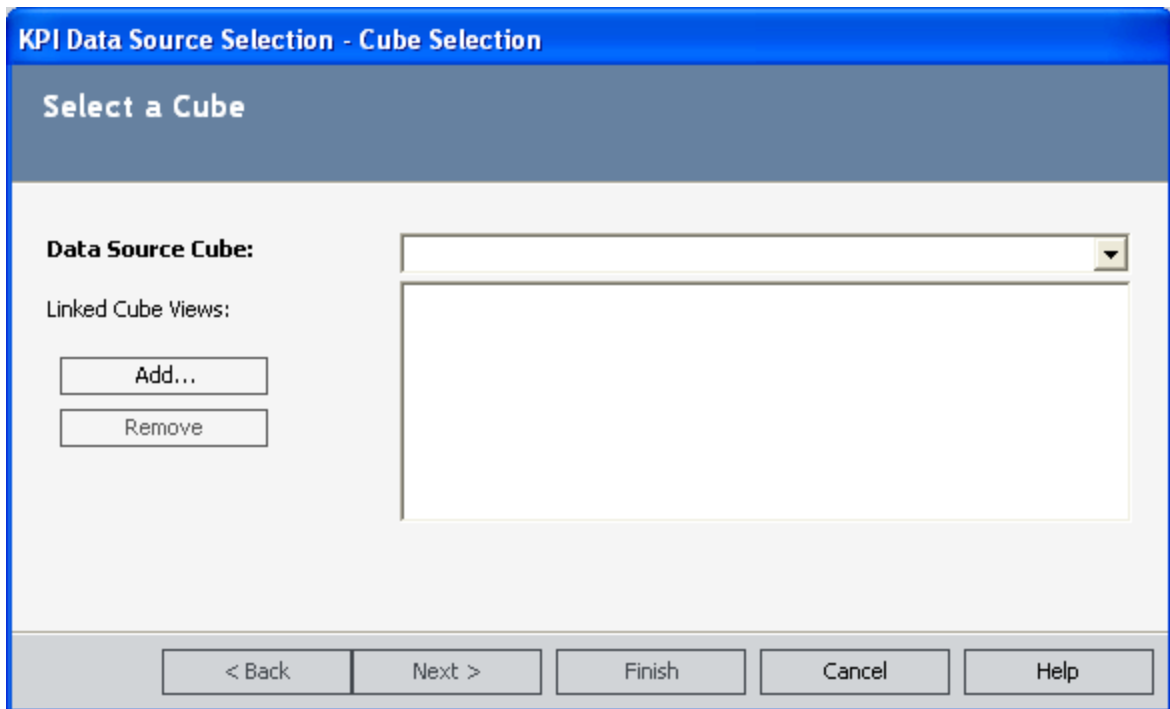 KPI Data Source Selection - Cube Selection
Select a Cube
Data Source Cube:
Linked Cube Views:
Add...
Remove
< Back
Next >
Finish
Cancel
Help